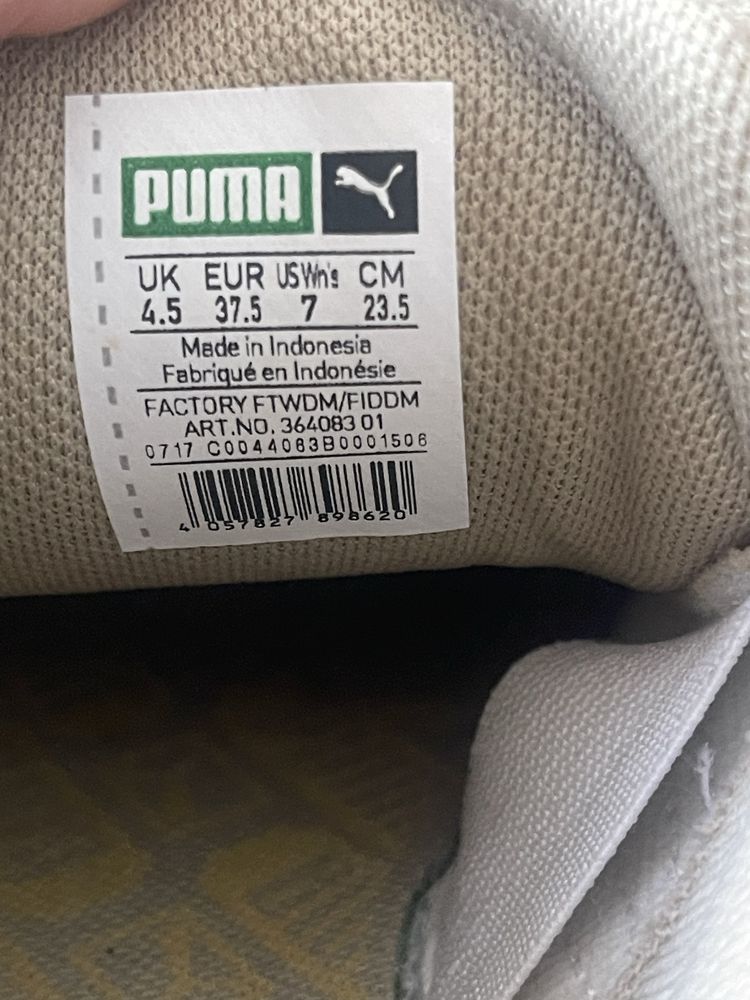 PUMA
UK EUR US Wn's CM
4.5 37.5 7 23.5
Made in Indonesia
Fabriqué en Indonésie
FACTORY FTWDM/FIDDM
ART.NO. 364083 01
0717 C0044083B0001506
4 057827 898620